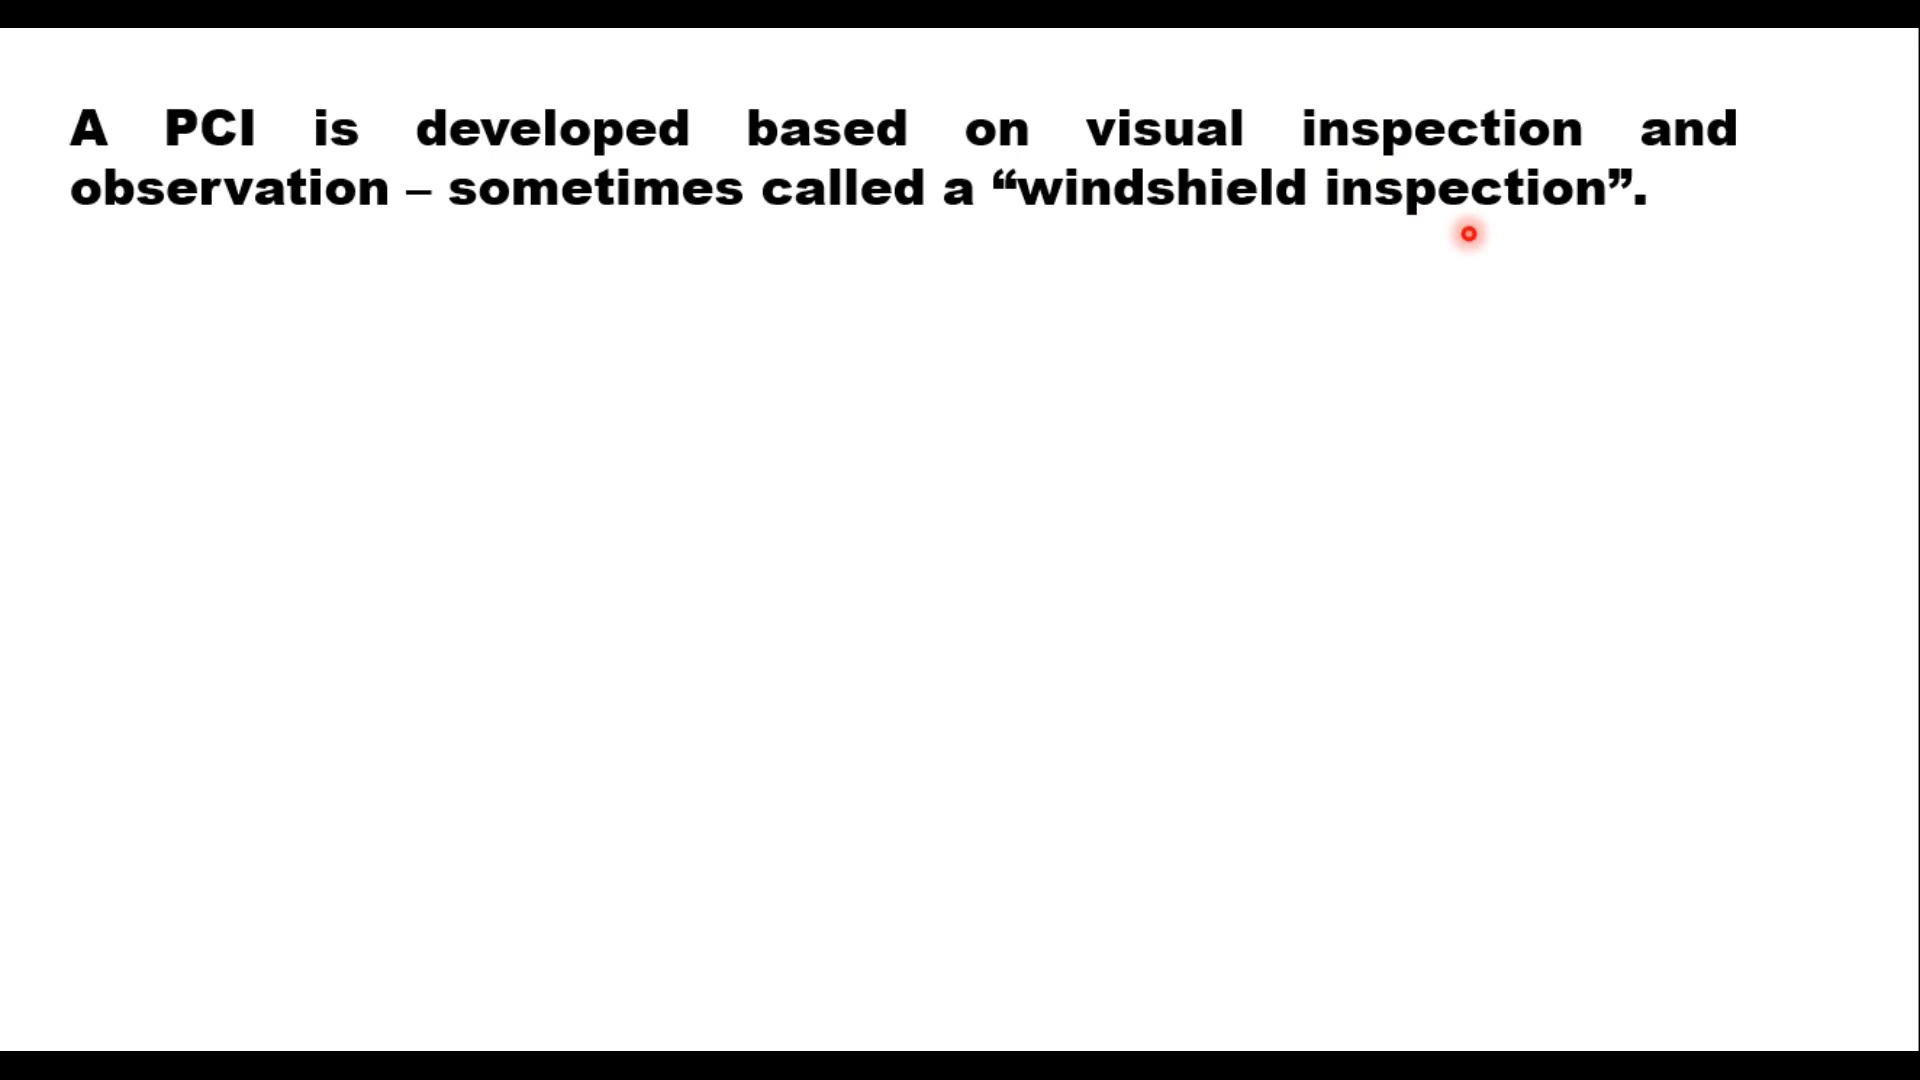 A PCI is developed based on visual inspection and
observation – sometimes called a “windshield inspection”.